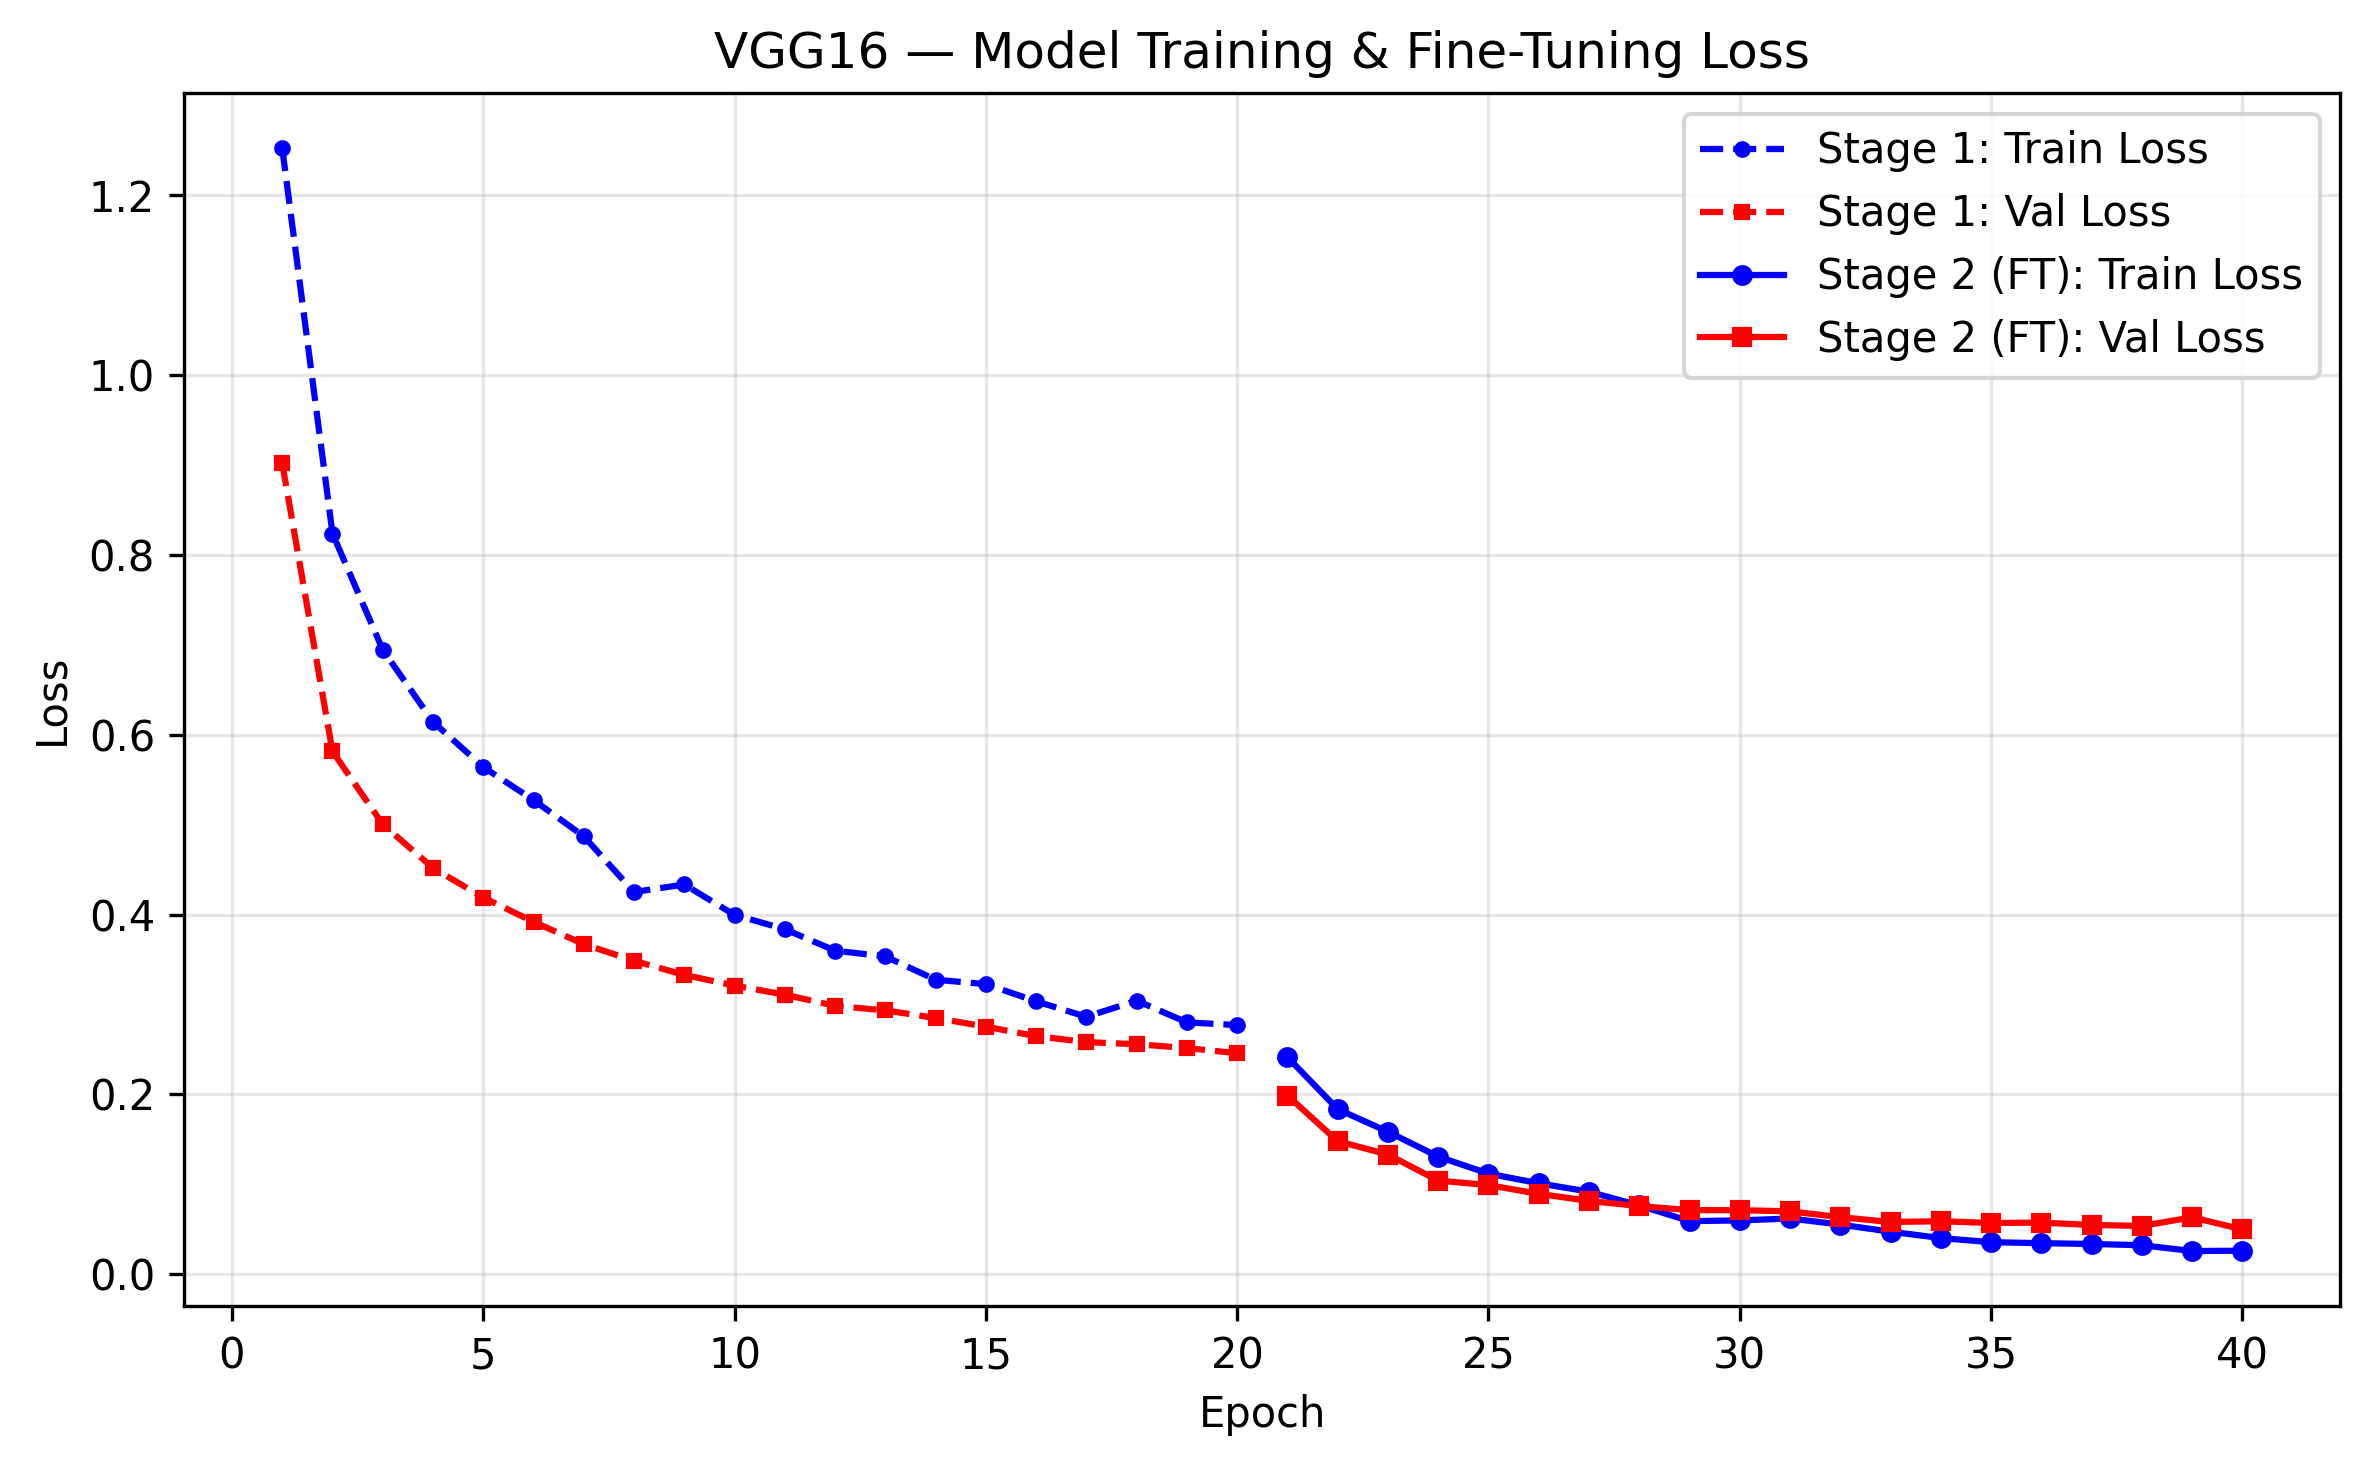 VGG16 — Model Training & Fine-Tuning Loss
Stage 1: Train Loss
Stage 1: Val Loss
Stage 2 (FT): Train Loss
Stage 2 (FT): Val Loss
Loss
1.2
1.0
0.8
0.6
0.4
0.2
0.0
0 5 10 15 20 25 30 35 40
Epoch